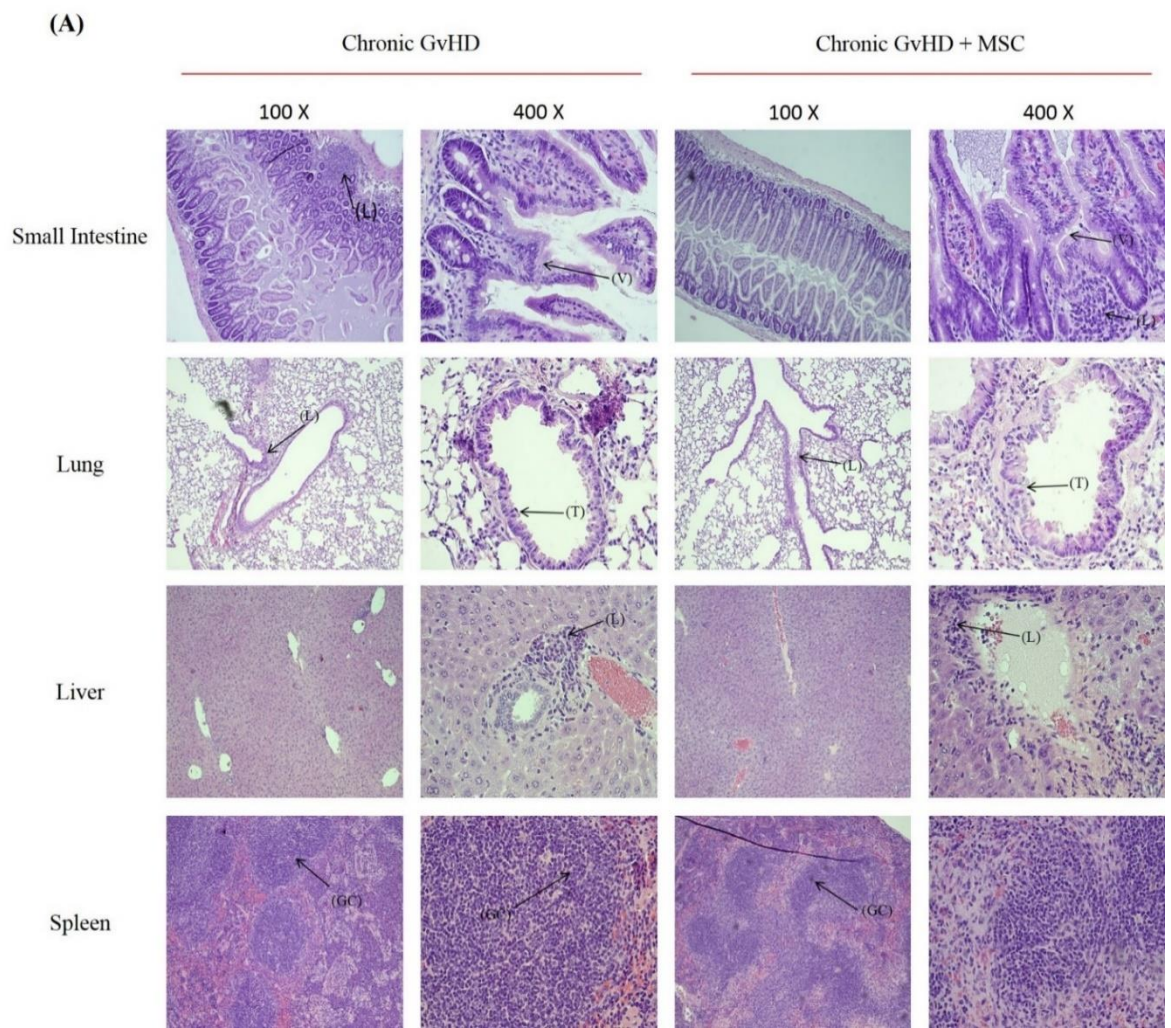 (A)
Chronic GvHD
Chronic GvHD + MSC
100 X
400 X
100 X
400 X
Small Intestine
(L)
(V)
(V)
(L)
Lung
(L)
(T)
(L)
(T)
Liver
(L)
(L)
Spleen
(GC)
(GC)
(GC)